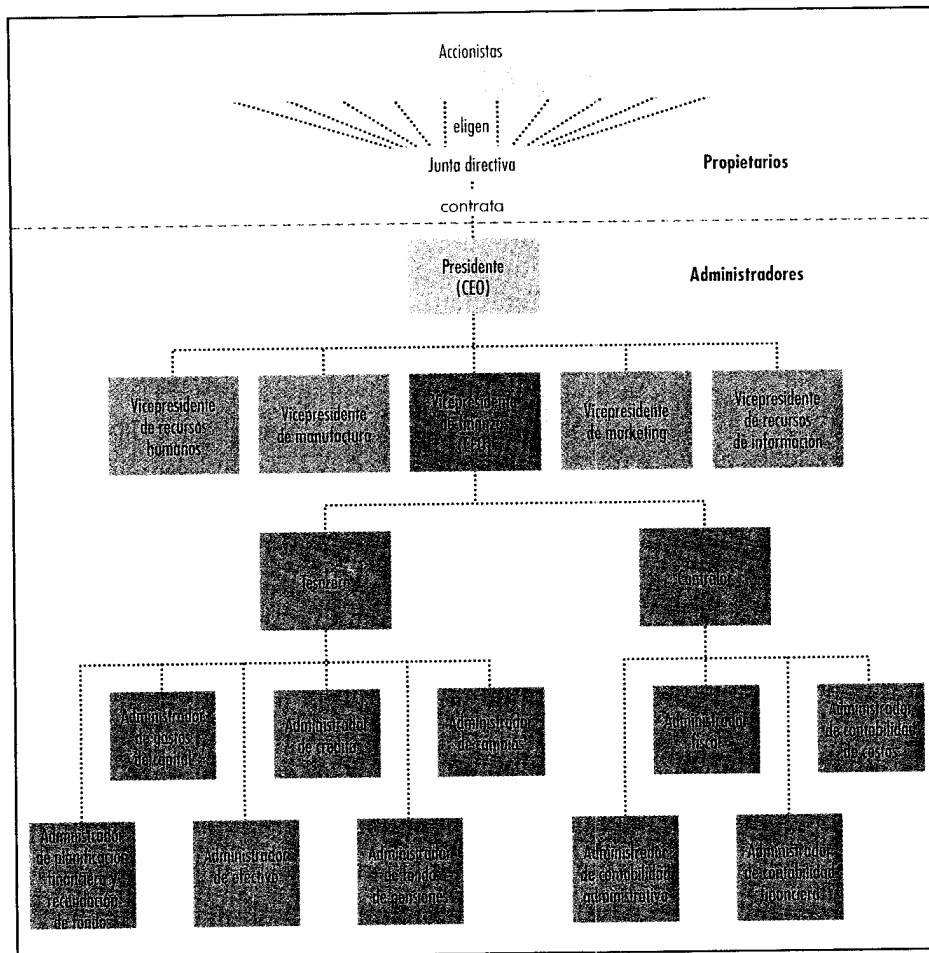 Accionistas
eligen
Junta directiva
Propietarios
contrata
Presidente
(CEO)
Administradores
Vicepresidente
de recursos
humanos
Vicepresidente
de manufactura
Vicepresidente
de finanzas
Vicepresidente
de marketing
Vicepresidente
de recursos
de información
Tesorero
Contralor
Administrador
de gastos
de capital
Administrador
de crédito
Administrador
de cambios
Administrador
fiscal
Administrador
de contabilidad
de costos
Administrador
de planificación
financiera y
recaudación
de fondos
Administrador
de efectivo
Administrador
de fondo
de pensiones
Administrador
de contabilidad
administrativa
Administrador
de contabilidad
financiera